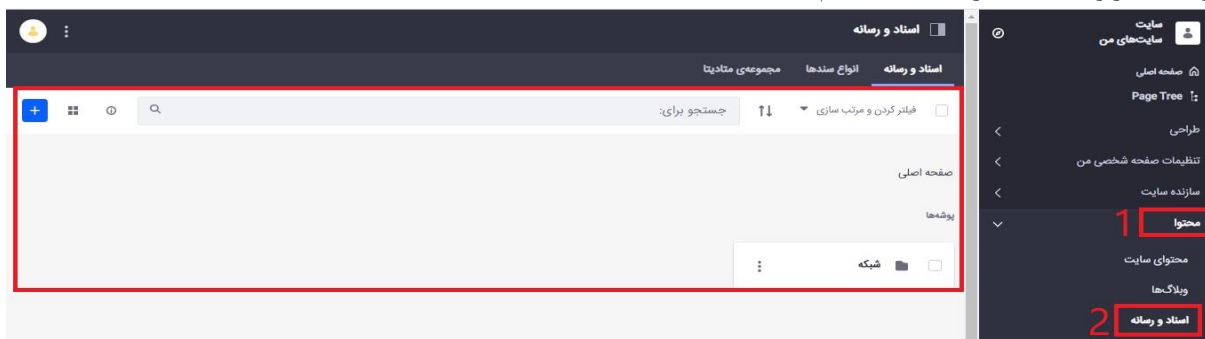 سایت
سایت‌های من
صفحه اصلی
Page Tree
طراحی
تنظیمات صفحه شخصی من
سازنده سایت
محتوا
1
محتوای سایت
وبلاگ‌ها
اسناد و رسانه
2
اسناد و رسانه
اسناد و رسانه انواع سندها مجموعه‌ی متادیتا
فیلتر کردن و مرتب سازی جستجو برای:
صفحه اصلی
پوشه‌ها
شبکه